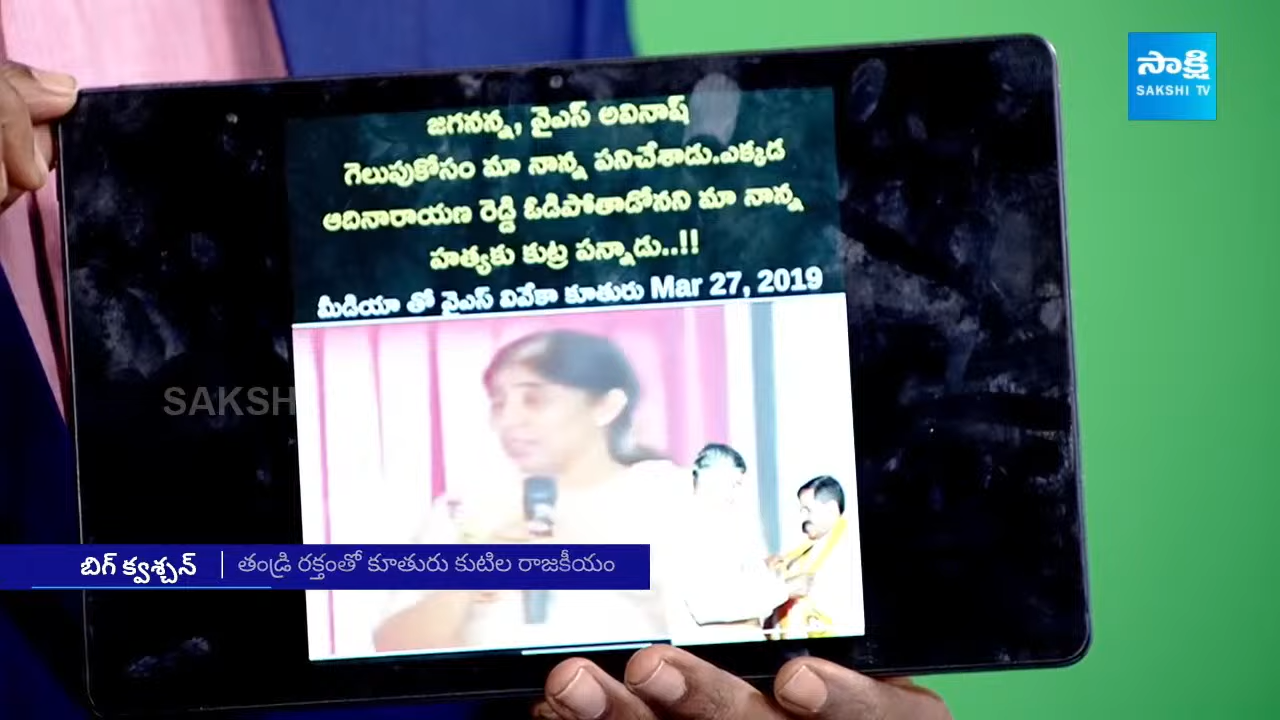 సాక్షి
SAKSHI TV
జగనన్న, వైఎస్ అవినాష్
గెలుపుకోసం మా నాన్న పనిచేశాడు.ఎక్కడ
ఆదినారాయణ రెడ్డి ఓడిపోతాడోనని మా నాన్న
హత్యకు కుట్ర పన్నాడు..!!
మీడియా తో వైఎస్ వివేకా కూతురు Mar 27, 2019
SAKSH
బిగ్ క్వశ్చన్ తండ్రి రక్తంతో కూతురు కుటిల రాజకీయం